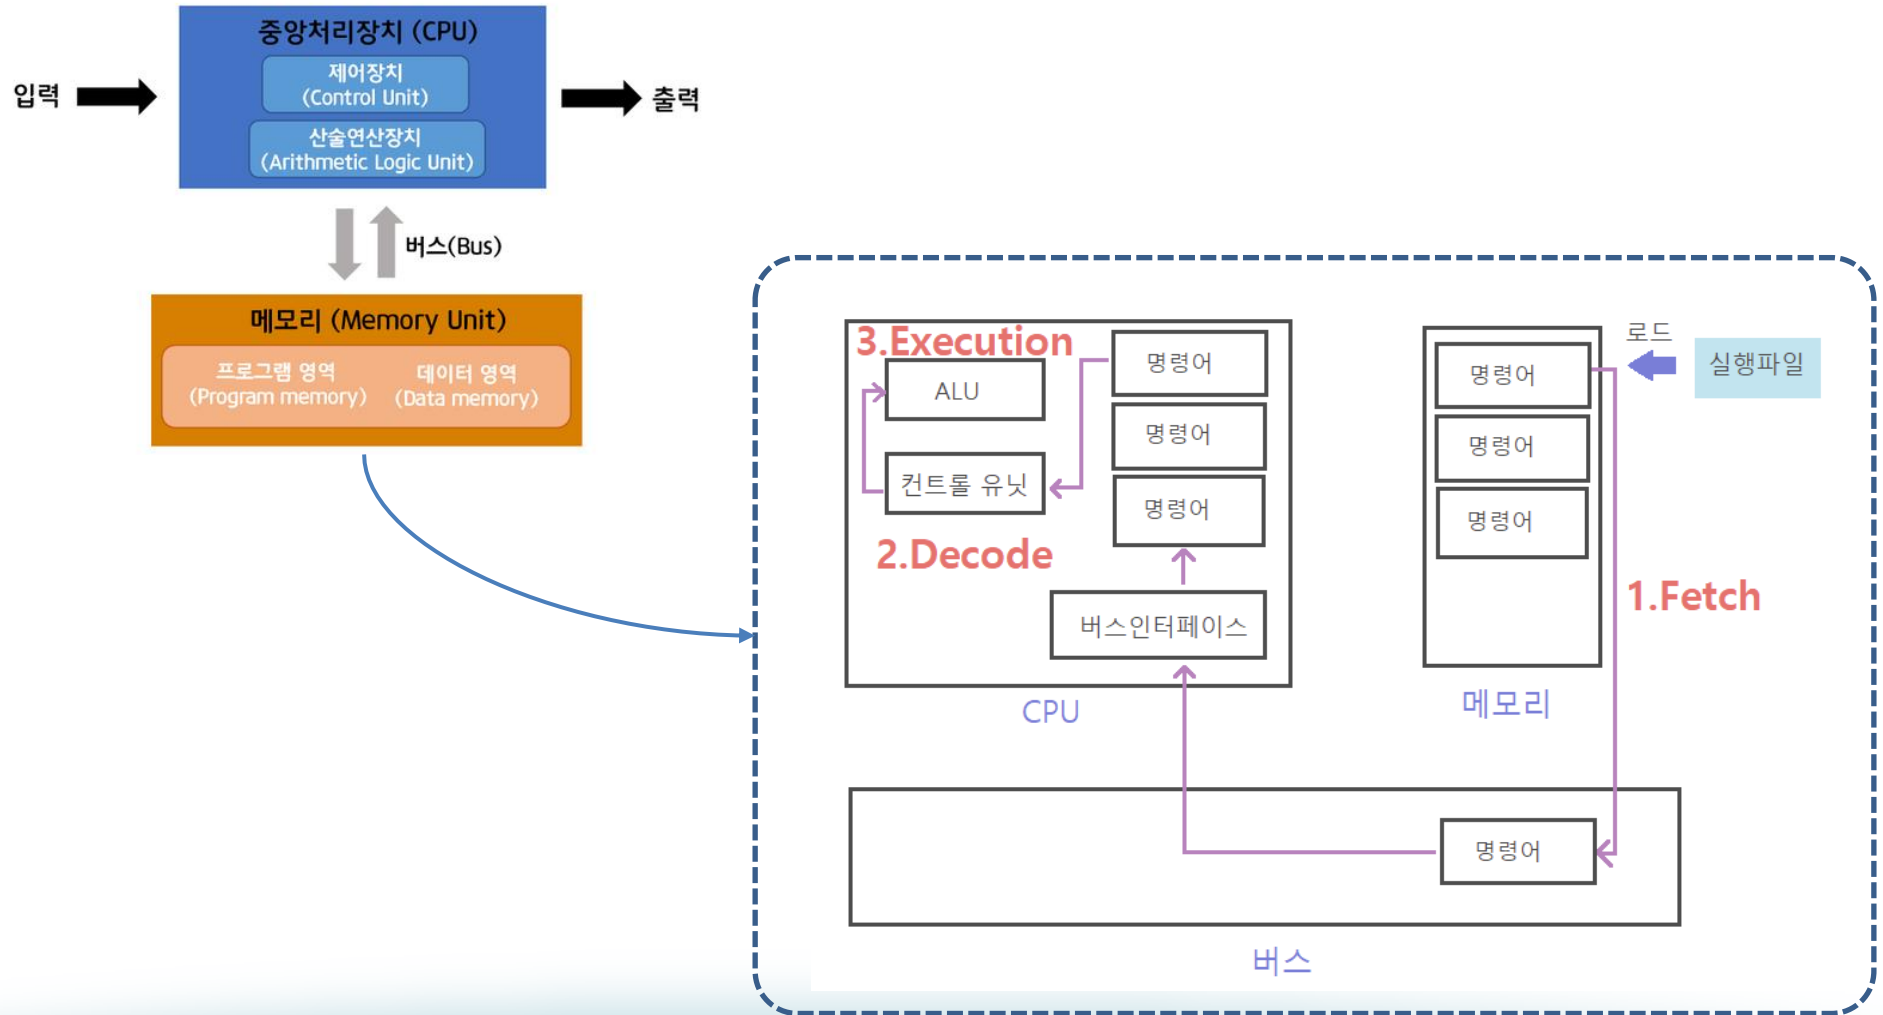 중앙처리장치 (CPU)
제어장치
(Control Unit)
산술연산장치
(Arithmetic Logic Unit)
입력
출력
버스(Bus)
메모리 (Memory Unit)
프로그램 영역
(Program memory)
데이터 영역
(Data memory)
3.Execution
ALU
컨트롤 유닛
2.Decode
명령어
명령어
명령어
버스인터페이스
CPU
명령어
명령어
명령어
메모리
로드
실행파일
1.Fetch
명령어
버스